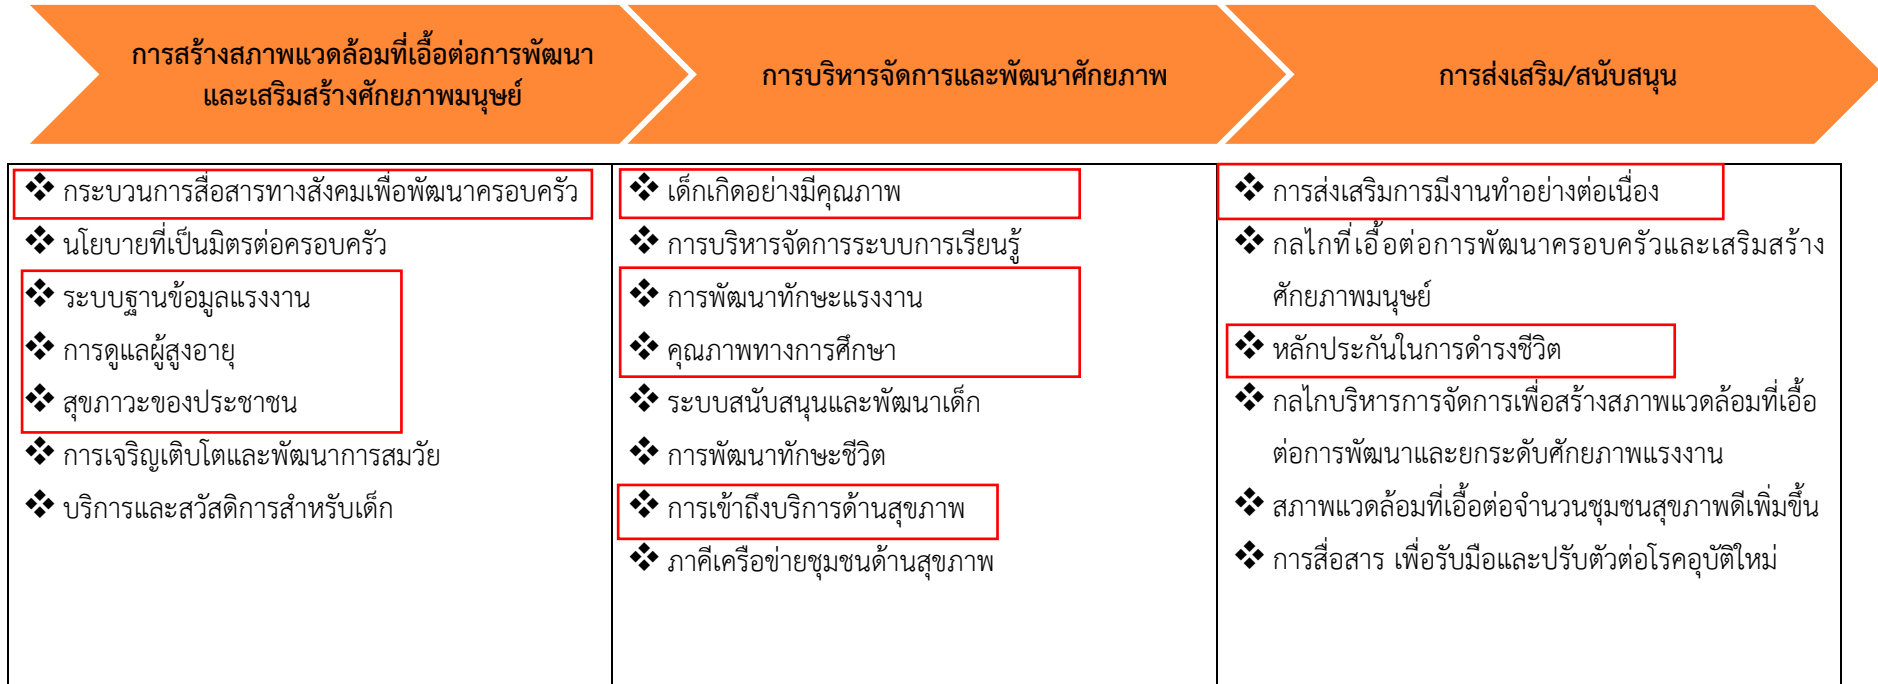 การสร้างสภาพแวดล้อมที่เอื้อต่อการพัฒนา
และเสริมสร้างศักยภาพมนุษย์
การบริหารจัดการและพัฒนาศักยภาพ
การส่งเสริม/สนับสนุน
❖ กระบวนการสื่อสารทางสังคมเพื่อพัฒนาครอบครัว
❖ นโยบายที่เป็นมิตรต่อครอบครัว
❖ ระบบฐานข้อมูลแรงงาน
❖ การดูแลผู้สูงอายุ
❖ สุขภาวะของประชาชน
❖ การเจริญเติบโตและพัฒนาการสมวัย
❖ บริการและสวัสดิการสำหรับเด็ก
❖ เด็กเกิดอย่างมีคุณภาพ
❖ การบริหารจัดการระบบการเรียนรู้
❖ การพัฒนาทักษะแรงงาน
❖ คุณภาพทางการศึกษา
❖ ระบบสนับสนุนและพัฒนาเด็ก
❖ การพัฒนาทักษะชีวิต
❖ การเข้าถึงบริการด้านสุขภาพ
❖ ภาคีเครือข่ายชุมชนด้านสุขภาพ
❖ การส่งเสริมการมีงานทำอย่างต่อเนื่อง
❖ กลไกที่เอื้อต่อการพัฒนาครอบครัวและเสริมสร้าง
ศักยภาพมนุษย์
❖ หลักประกันในการดำรงชีวิต
❖ กลไกบริหารการจัดการเพื่อสร้างสภาพแวดล้อมที่เอื้อ
ต่อการพัฒนาและยกระดับศักยภาพแรงงาน
❖ สภาพแวดล้อมที่เอื้อต่อจำนวนชุมชนสุขภาพดีเพิ่มขึ้น
❖ การสื่อสาร เพื่อรับมือและปรับตัวต่อโรคอุบัติใหม่